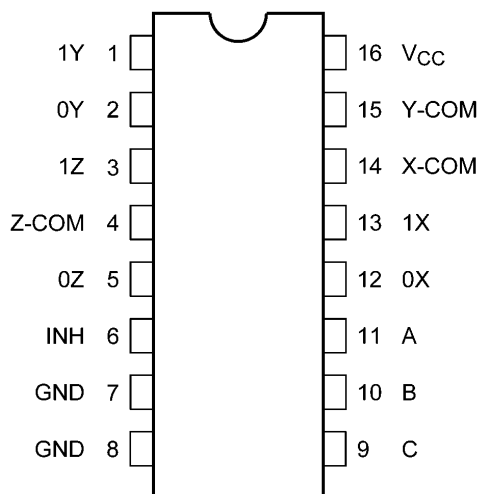 1Y 1 16 VCC
0Y 2 15 Y-COM
1Z 3 14 X-COM
Z-COM 4 13 1X
0Z 5 12 0X
INH 6 11 A
GND 7 10 B
GND 8 9 C